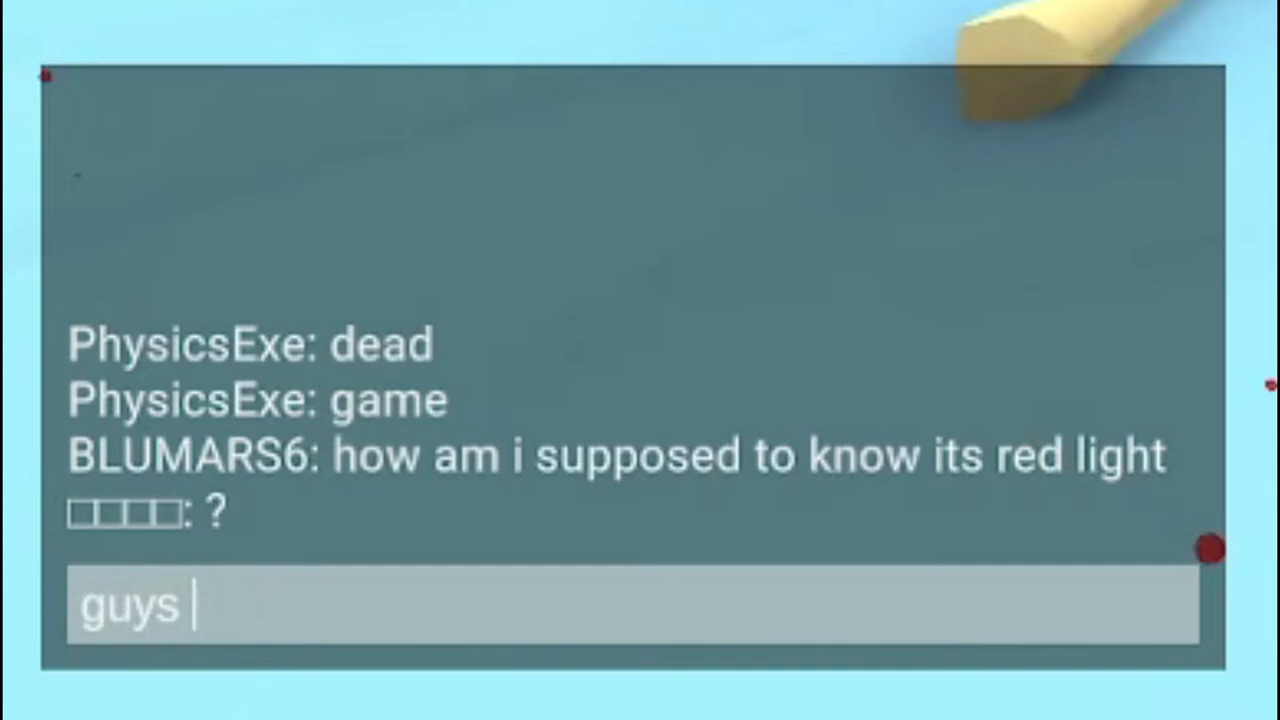 PhysicsExe: dead
PhysicsExe: game
BLUMARS6: how am i supposed to know its red light
□□□□: ?
guys